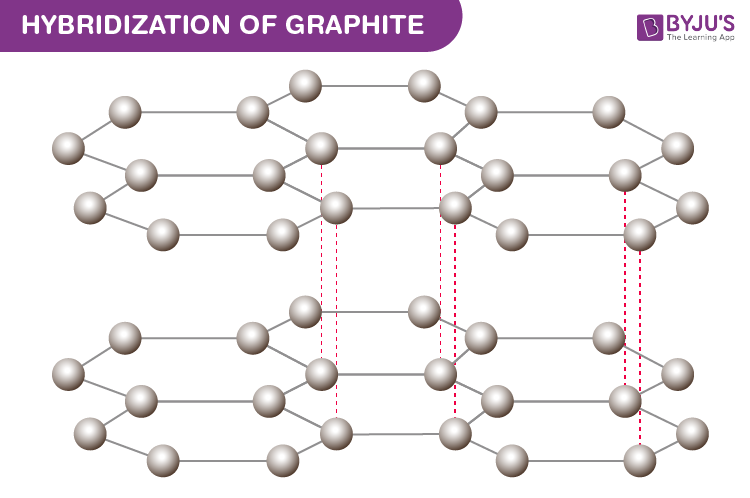 HYBRIDIZATION OF GRAPHITE
BYJU'S
The Learning App